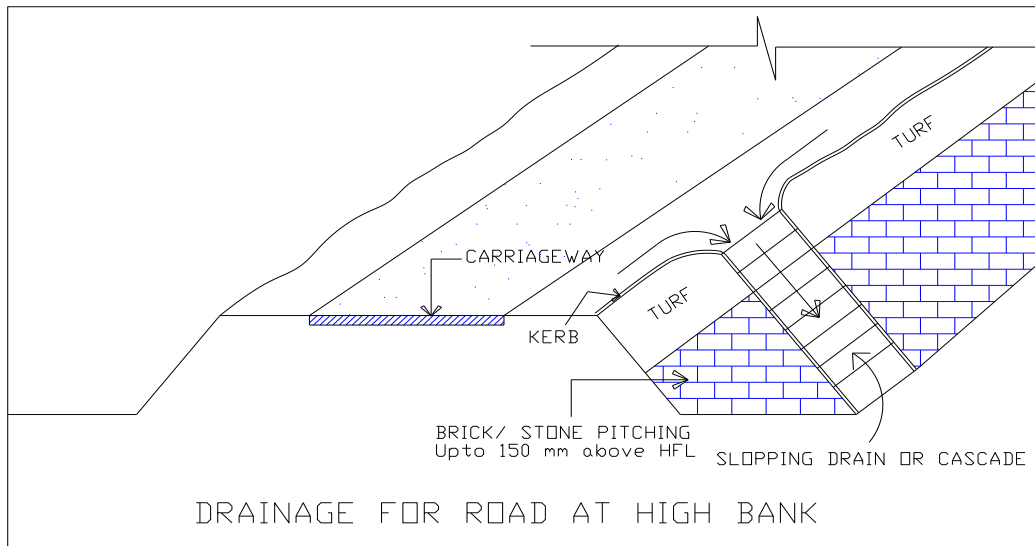 TURF
CARRIAGEWAY
TURF
KERB
BRICK/ STONE PITCHING
Upto 150 mm above HFL
SLOPPING DRAIN OR CASCADE
DRAINAGE FOR ROAD AT HIGH BANK